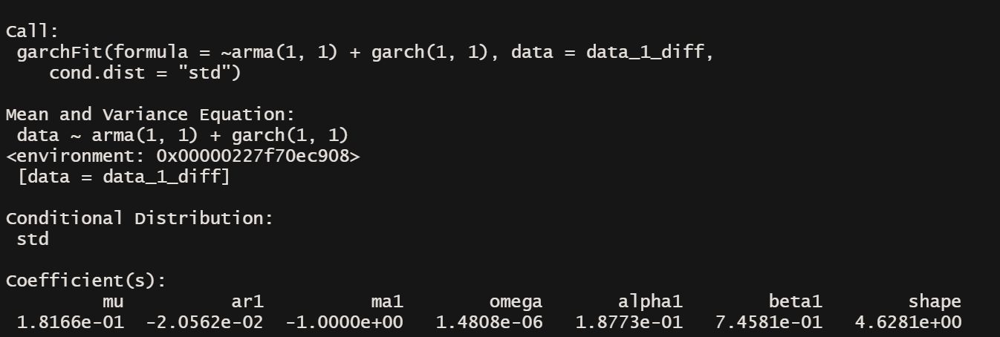 Call:
 garchFit(formula = ~arma(1, 1) + garch(1, 1), data = data_1_diff,
    cond.dist = "std")

Mean and Variance Equation:
 data ~ arma(1, 1) + garch(1, 1)
<environment: 0x00000227f70ec908>
 [data = data_1_diff]

Conditional Distribution:
 std

Coefficient(s):
         mu          ar1          ma1        omega       alpha1        beta1        shape
 1.8166e-01  -2.0562e-02  -1.0000e+00   1.4808e-06   1.8773e-01   7.4581e-01   4.6281e+00